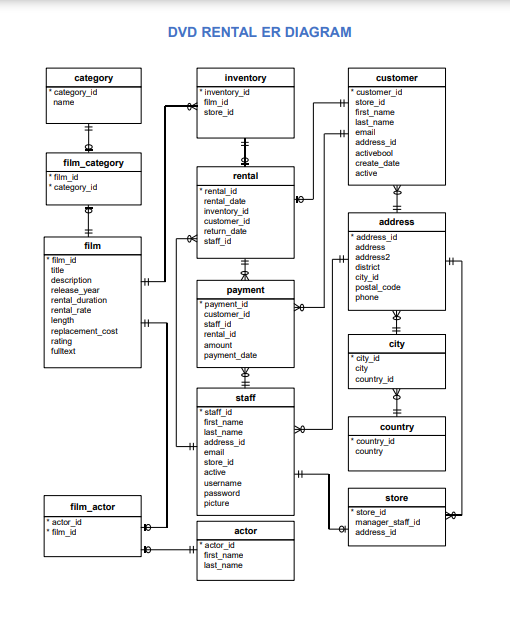 DVD RENTAL ER DIAGRAM
category
* category_id
name
film_category
* film_id
* category_id
film
* film_id
title
description
release_year
rental_duration
rental_rate
length
replacement_cost
rating
fulltext
film_actor
* actor_id
* film_id
inventory
* inventory_id
film_id
store_id
rental
* rental_id
rental_date
inventory_id
customer_id
return_date
staff_id
payment
* payment_id
customer_id
staff_id
rental_id
amount
payment_date
staff
* staff_id
first_name
last_name
address_id
email
store_id
active
username
password
picture
actor
* actor_id
first_name
last_name
customer
* customer_id
store_id
first_name
last_name
email
address_id
activebool
create_date
active
address
* address_id
address
address2
district
city_id
postal_code
phone
city
* city_id
city
country_id
country
* country_id
country
store
* store_id
manager_staff_id
address_id